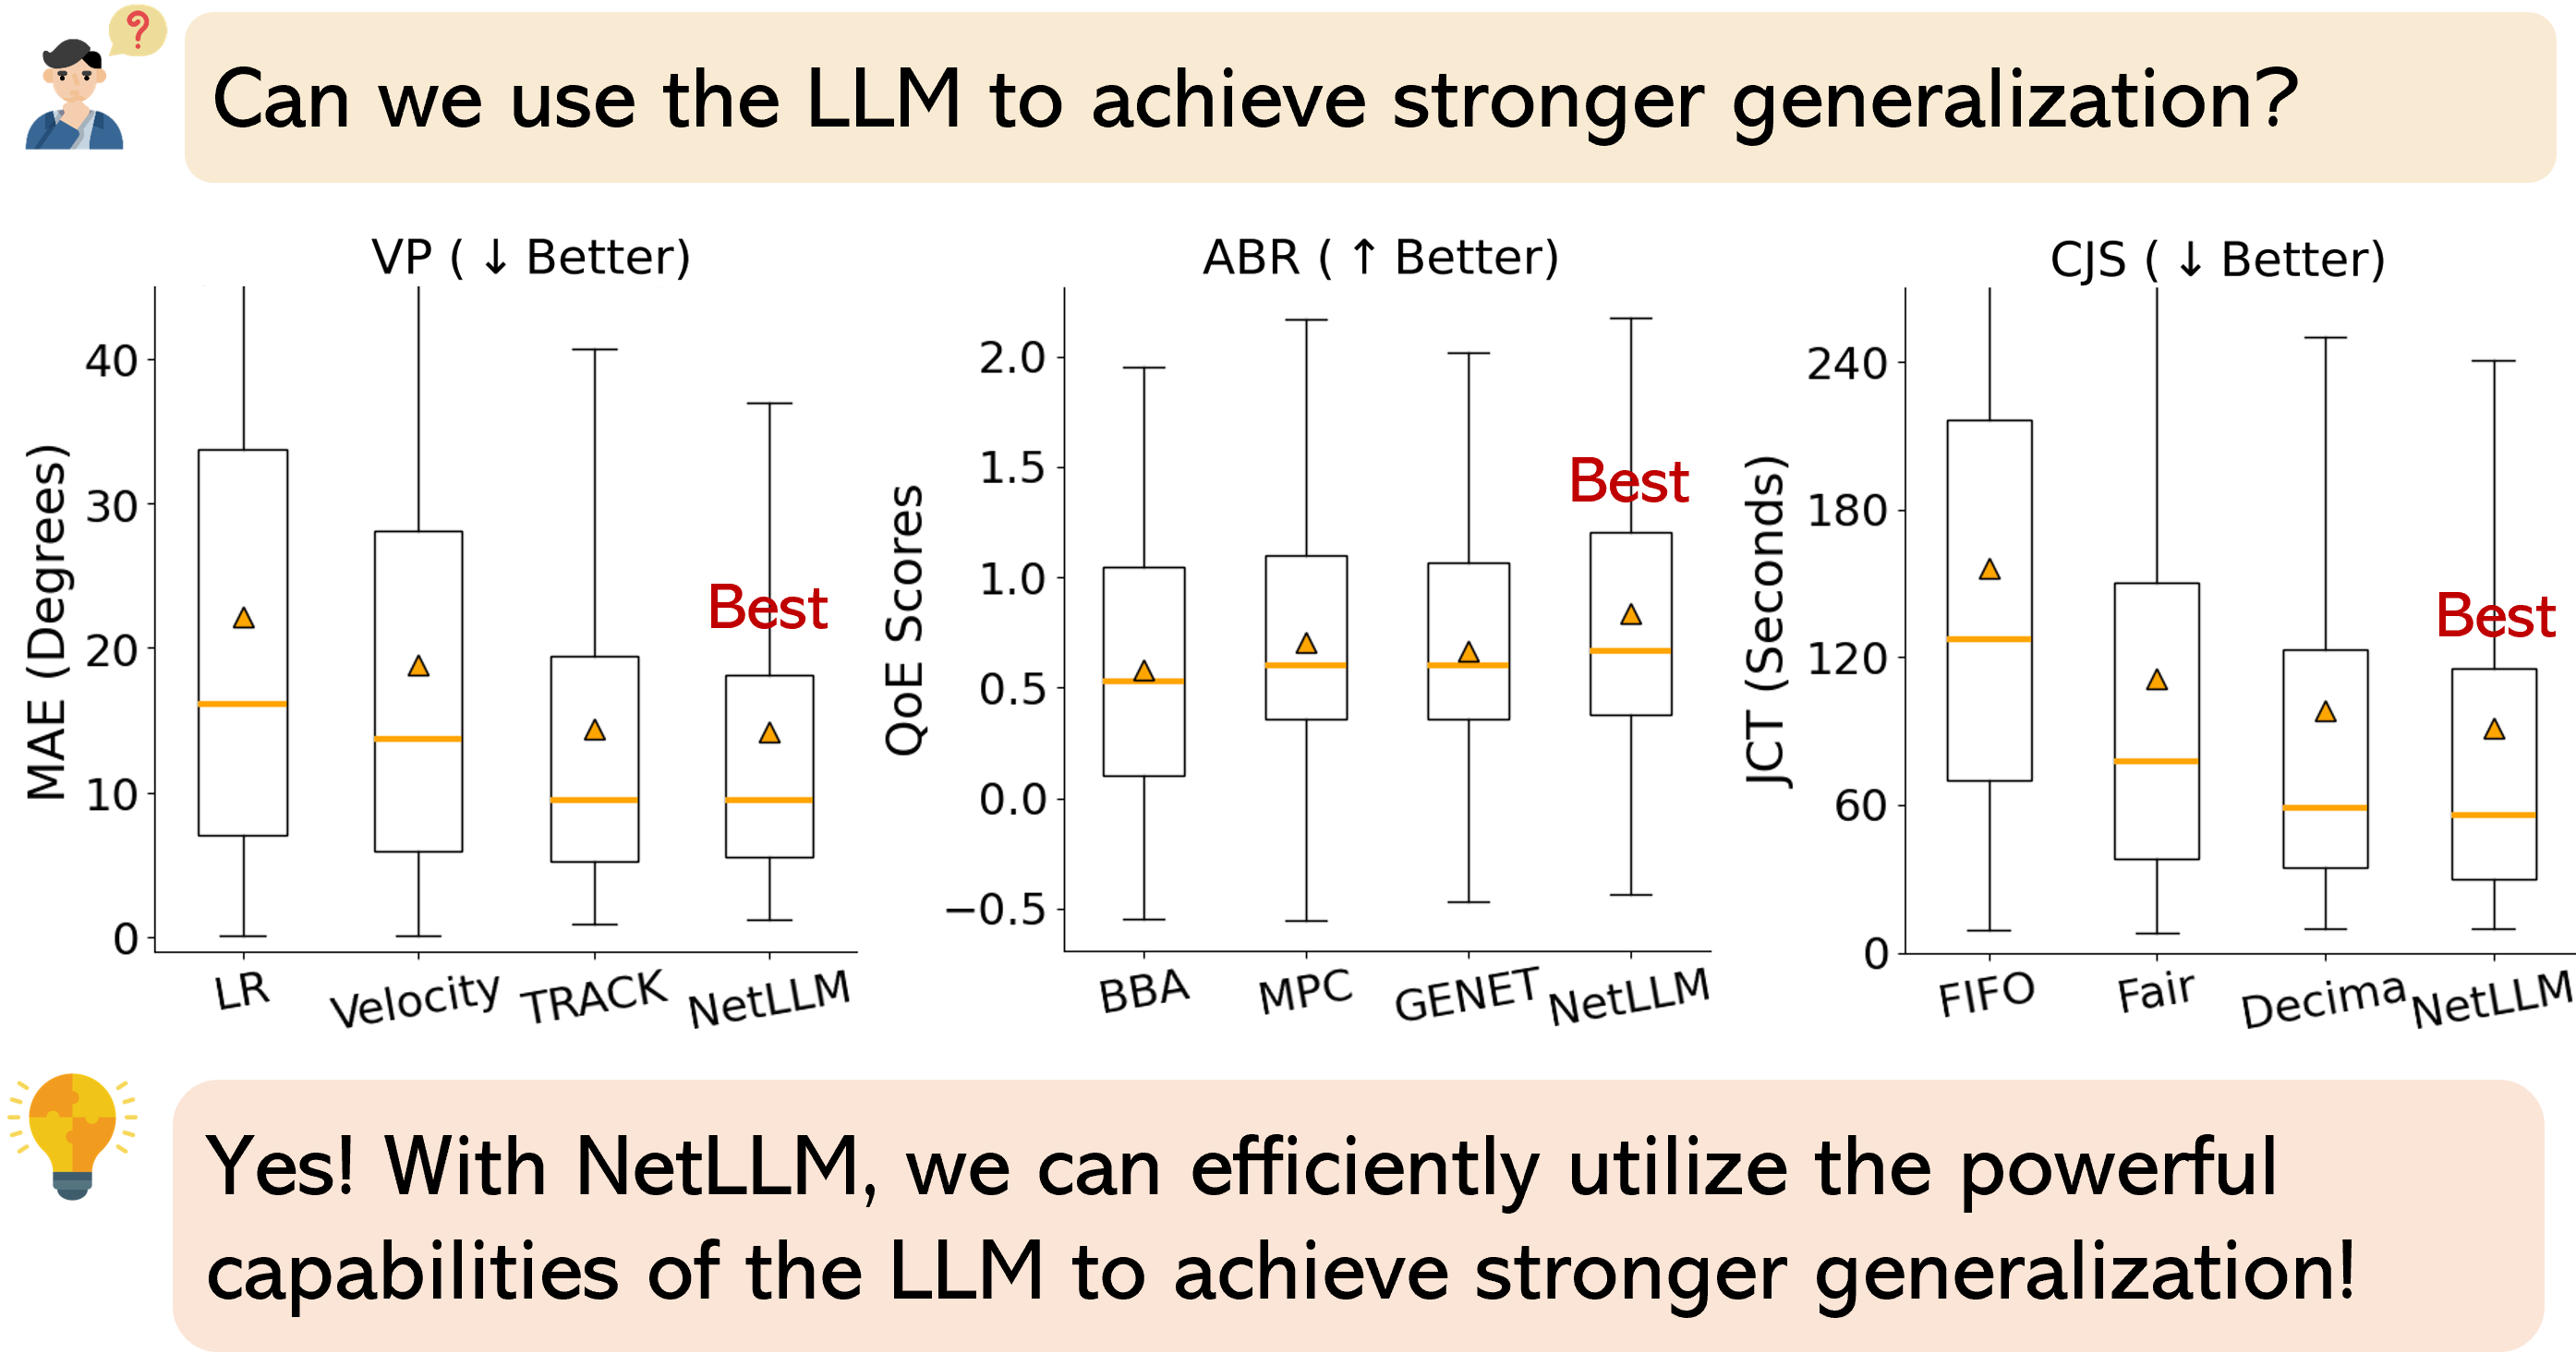 ?
Can we use the LLM to achieve stronger generalization?
VP ( ↓ Better)
MAE (Degrees)
40
30
20
10
0
Best
LR
Velocity
TRACK
NetLLM
ABR ( ↑ Better)
QoE Scores
2.0
1.5
1.0
0.5
0.0
−0.5
Best
BBA
MPC
GENET
NetLLM
CJS ( ↓ Better)
JCT (Seconds)
240
180
120
60
0
Best
FIFO
Fair
Decima
NetLLM
Yes! With NetLLM, we can efficiently utilize the powerful
capabilities of the LLM to achieve stronger generalization!